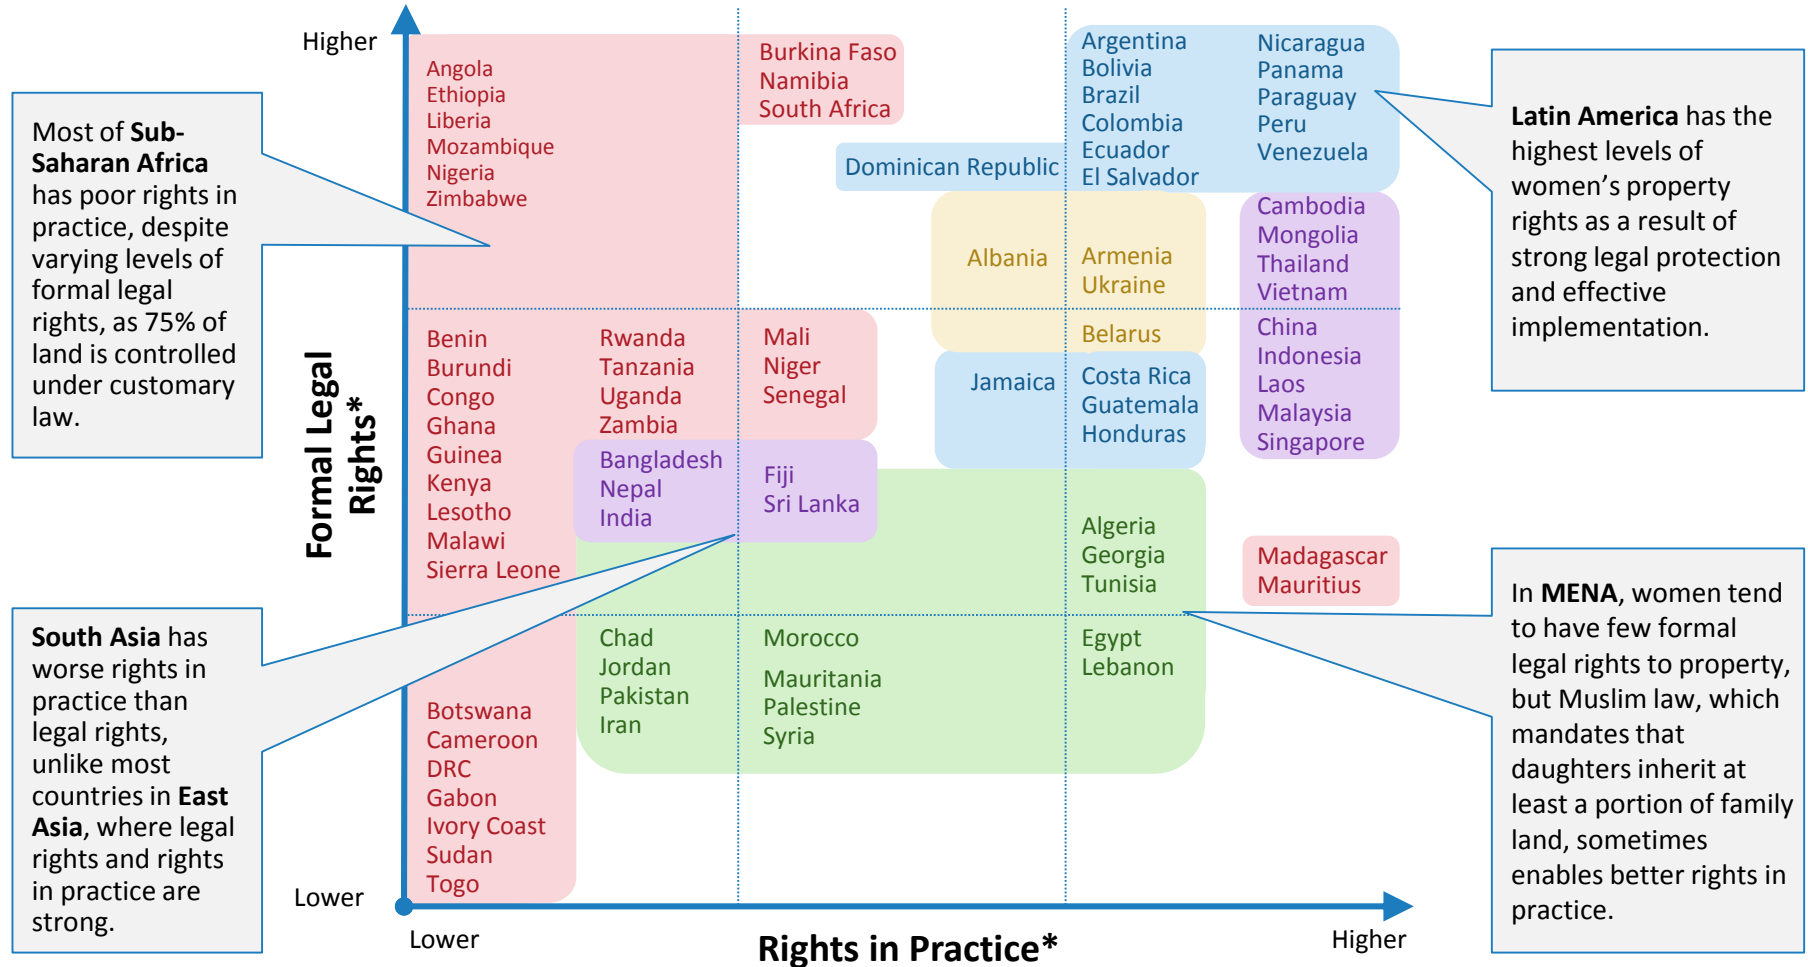 Higher
Formal Legal
Rights*
Lower
Lower
Rights in Practice*
Higher
Most of Sub-
Saharan Africa
has poor rights in
practice, despite
varying levels of
formal legal
rights, as 75% of
land is controlled
under customary
law.
South Asia has
worse rights in
practice than
legal rights,
unlike most
countries in East
Asia, where legal
rights and rights
in practice are
strong.
Angola
Ethiopia
Liberia
Mozambique
Nigeria
Zimbabwe
Burkina Faso
Namibia
South Africa
Dominican Republic
Argentina
Bolivia
Brazil
Colombia
Ecuador
El Salvador
Nicaragua
Panama
Paraguay
Peru
Venezuela
Albania
Armenia
Ukraine
Belarus
Cambodia
Mongolia
Thailand
Vietnam
China
Indonesia
Laos
Malaysia
Singapore
Benin
Burundi
Congo
Ghana
Guinea
Kenya
Lesotho
Malawi
Sierra Leone
Rwanda
Tanzania
Uganda
Zambia
Mali
Niger
Senegal
Jamaica
Costa Rica
Guatemala
Honduras
Bangladesh
Nepal
India
Fiji
Sri Lanka
Algeria
Georgia
Tunisia
Madagascar
Mauritius
Chad
Jordan
Pakistan
Iran
Morocco
Mauritania
Palestine
Syria
Egypt
Lebanon
Botswana
Cameroon
DRC
Gabon
Ivory Coast
Sudan
Togo
Latin America has the
highest levels of
women's property
rights as a result of
strong legal protection
and effective
implementation.
In MENA, women tend
to have few formal
legal rights to property,
but Muslim law, which
mandates that
daughters inherit at
least a portion of family
land, sometimes
enables better rights in
practice.